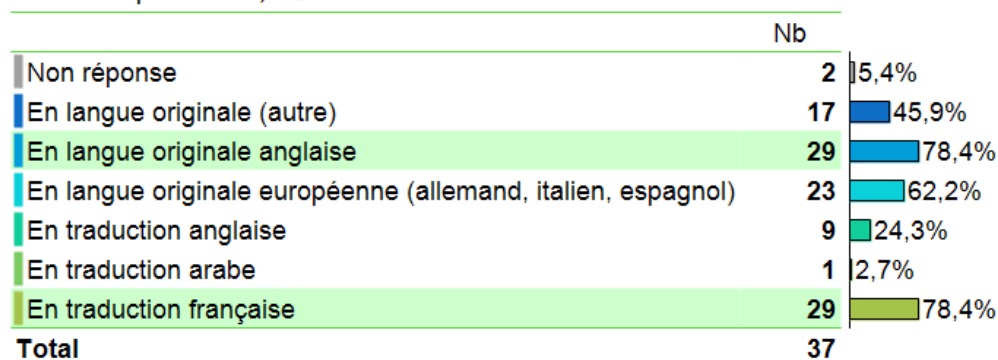 Nb
Non réponse 2 5,4%
En langue originale (autre) 17 45,9%
En langue originale anglaise 29 78,4%
En langue originale européenne (allemand, italien, espagnol) 23 62,2%
En traduction anglaise 9 24,3%
En traduction arabe 1 2,7%
En traduction française 29 78,4%
Total 37